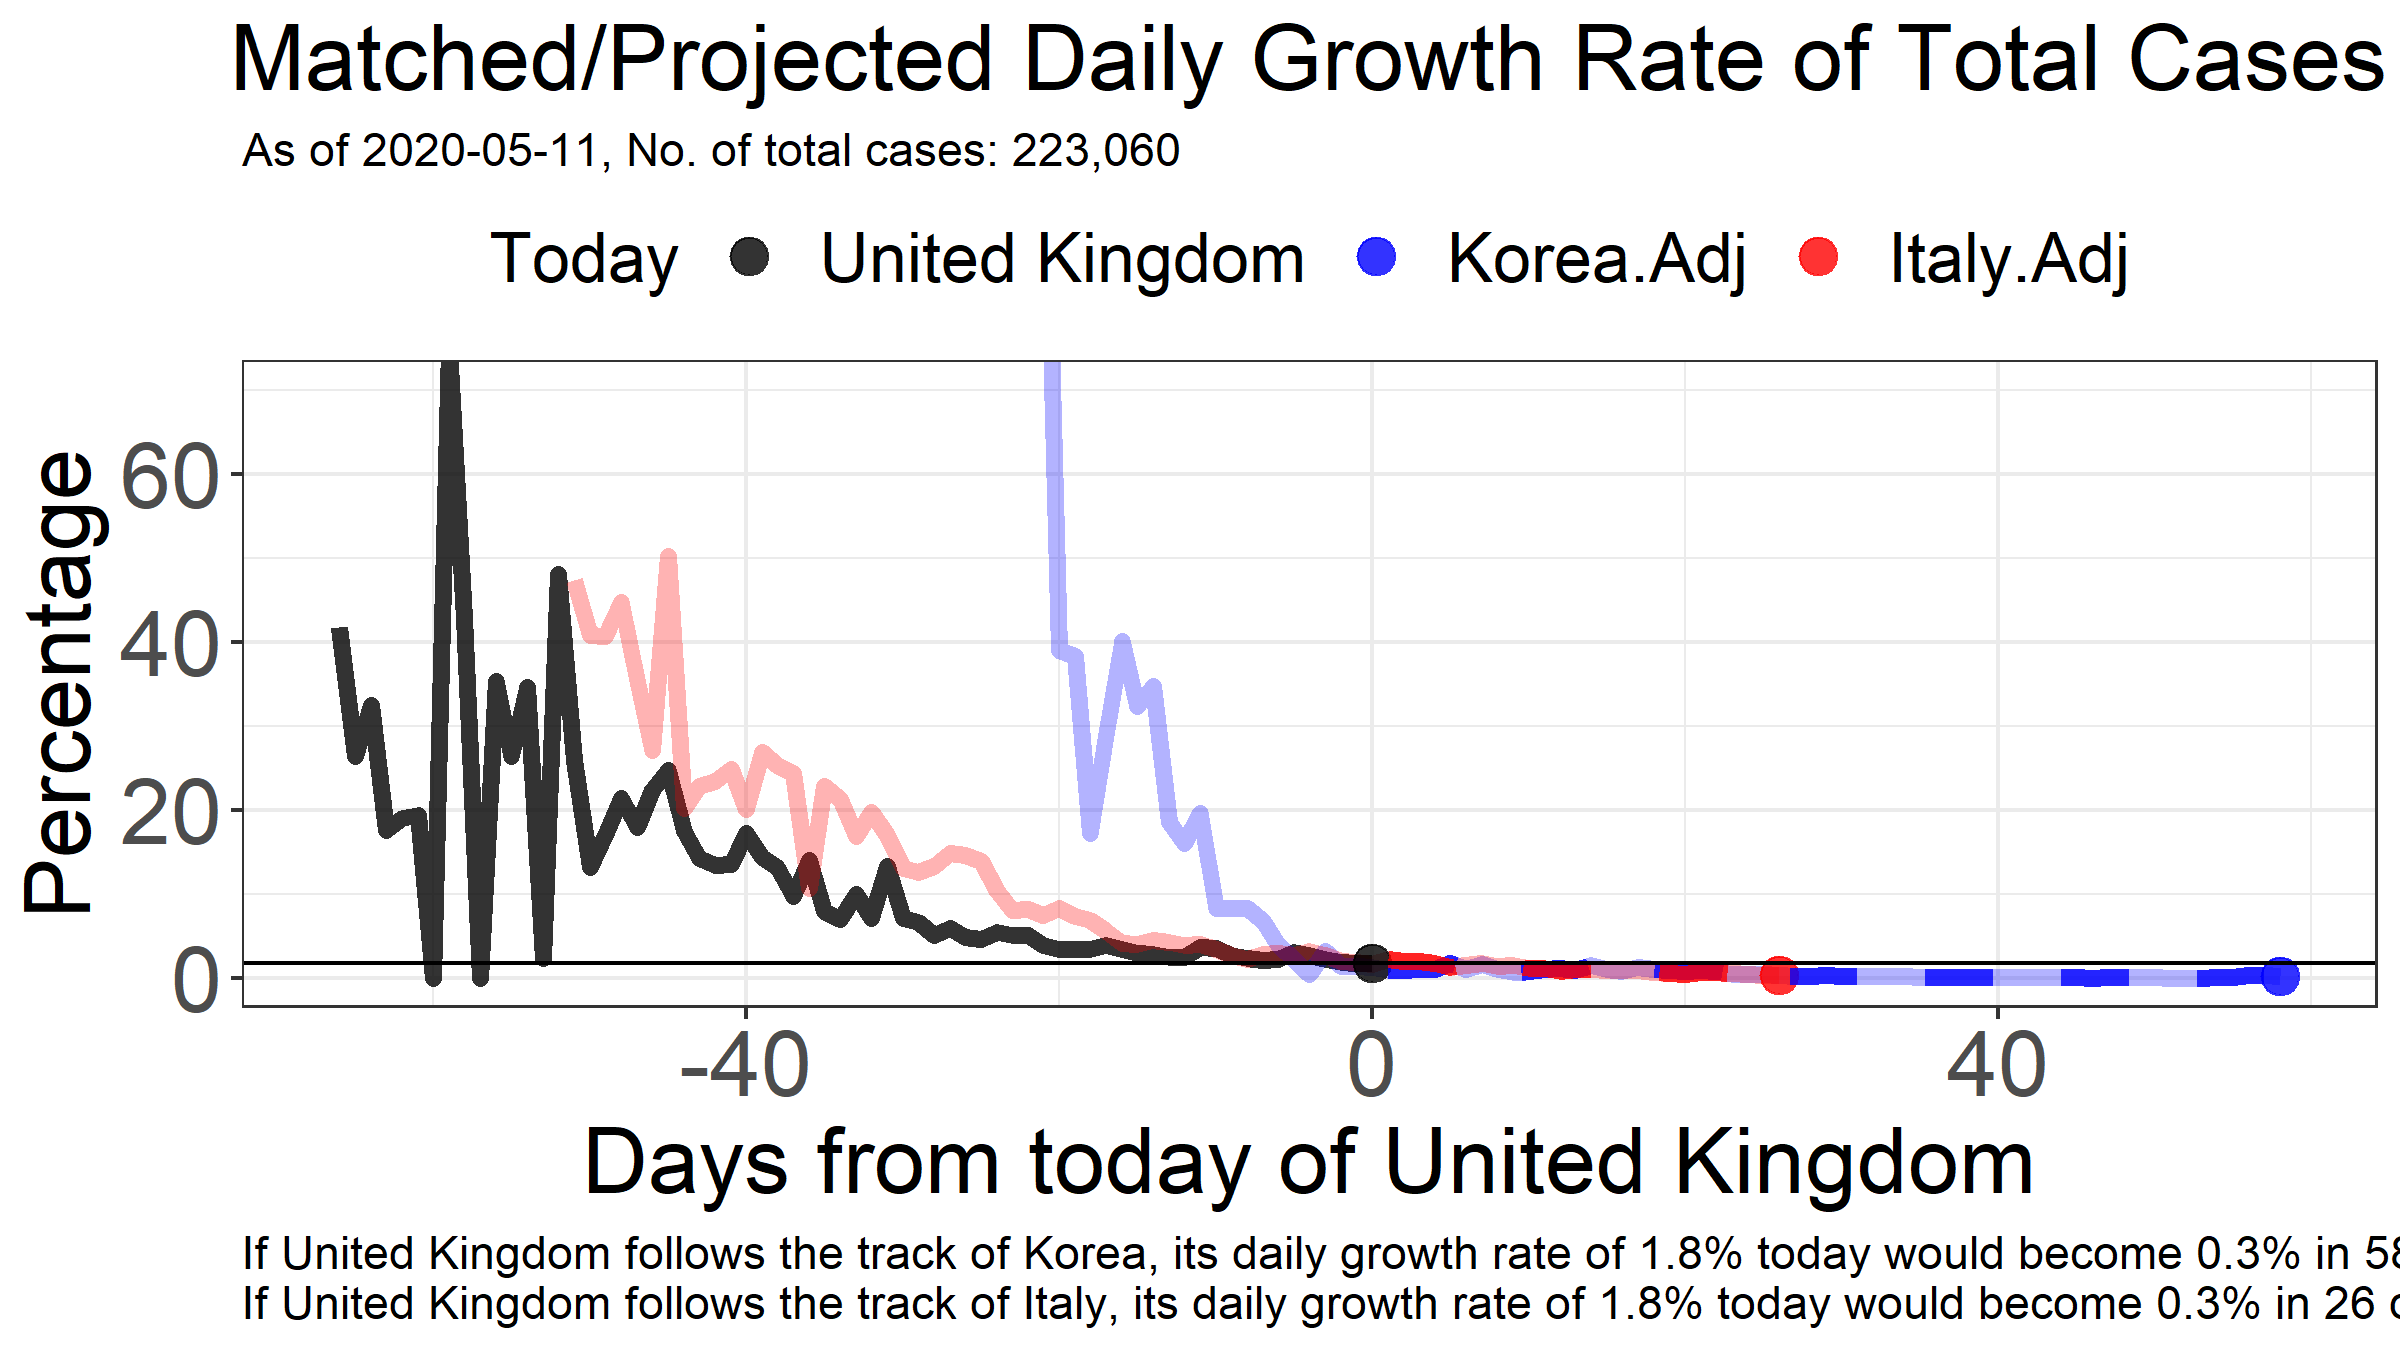 Matched/Projected Daily Growth Rate of Total Cases
As of 2020-05-11, No. of total cases: 223,060
Today United Kingdom Korea.Adj Italy.Adj
Percentage
60
40
20
0
-40 0 40
Days from today of United Kingdom
If United Kingdom follows the track of Korea, its daily growth rate of 1.8% today would become 0.3% in 58
If United Kingdom follows the track of Italy, its daily growth rate of 1.8% today would become 0.3% in 26